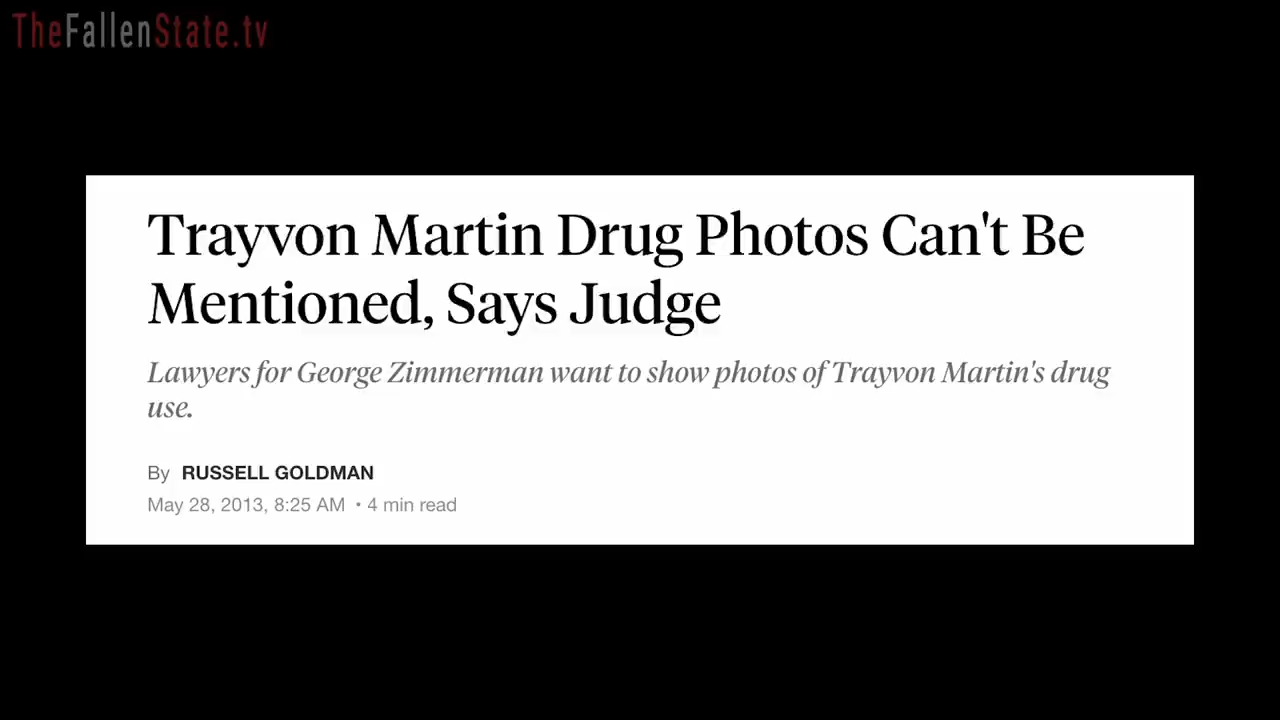 TheFallenState.tv
Trayvon Martin Drug Photos Can't Be
Mentioned, Says Judge
Lawyers for George Zimmerman want to show photos of Trayvon Martin's drug
use.
By RUSSELL GOLDMAN
May 28, 2013, 8:25 AM • 4 min read